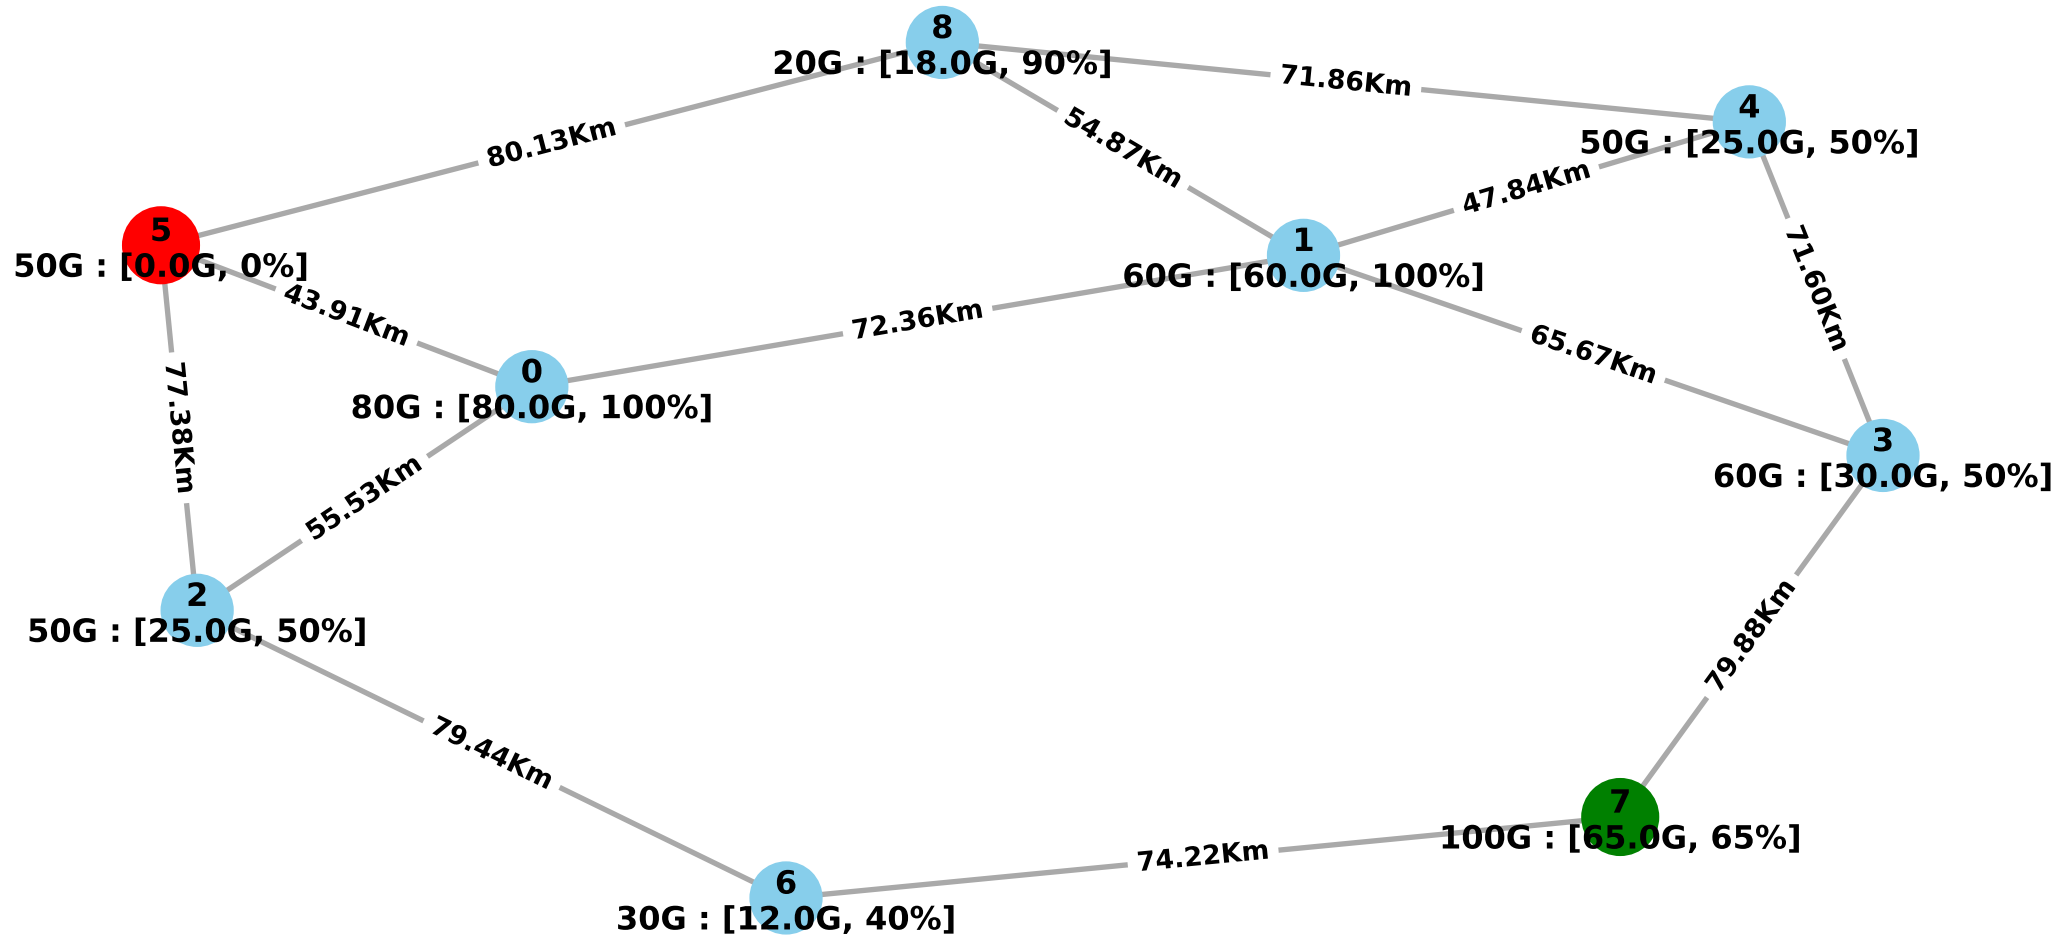 8
20G : [18.0G, 90%]
71.86Km
4
50G : [25.0G, 50%]
80.13Km
54.87Km
47.84Km
5
50G : [0.0G, 0%]
1
60G : [60.0G, 100%]
71.60Km
43.91Km
72.36Km
65.67Km
0
80G : [80.0G, 100%]
77.38Km
3
60G : [30.0G, 50%]
55.53Km
2
50G : [25.0G, 50%]
79.88Km
79.44Km
7
100G : [65.0G, 65%]
74.22Km
6
30G : [12.0G, 40%]